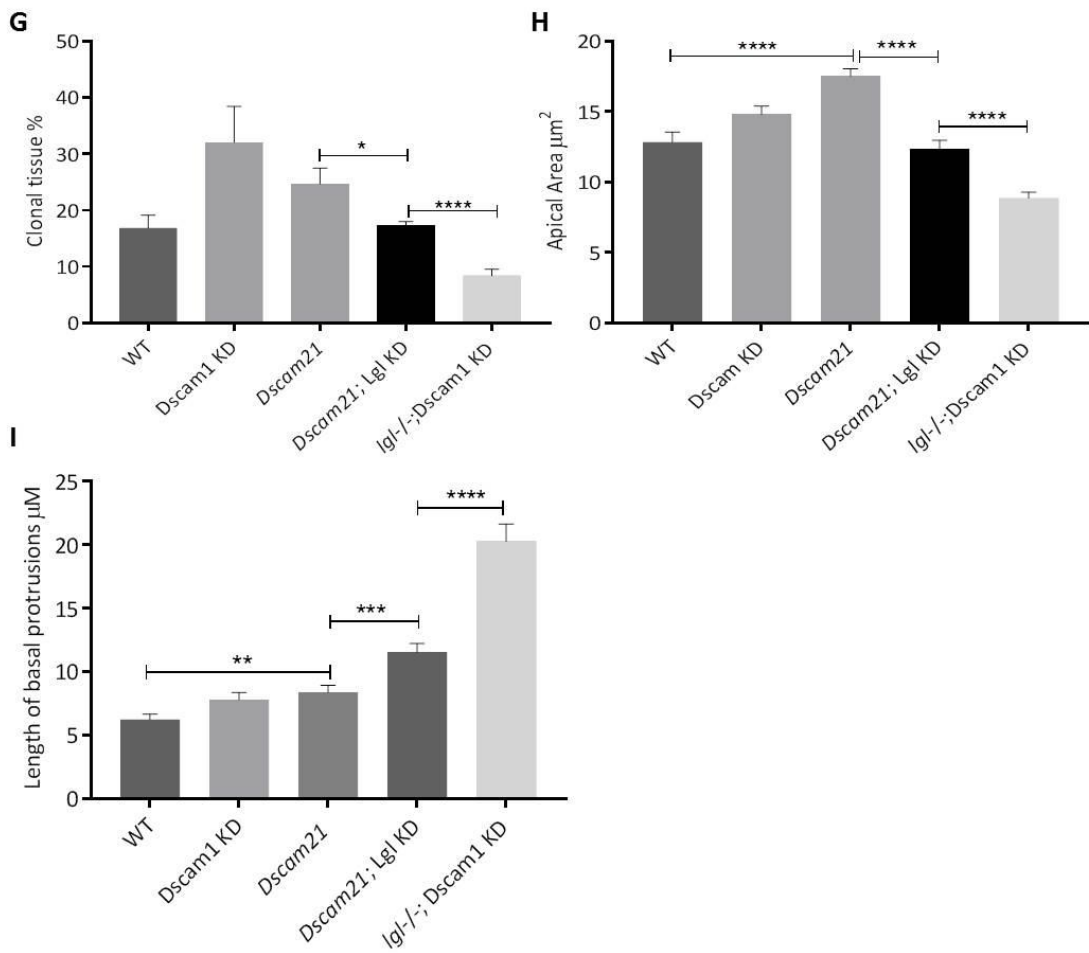 G
Clonal tissue %
50
40
30
20
10
0
*
****
WT
Dscam1 KD
Dscam21
Dscam21; Lgl KD
lgl-/-;Dscam1 KD
H
Apical Area µm²
20
15
10
5
0
****
****
****
WT
Dscam KD
Dscam21
Dscam21; Lgl KD
lgl-/-;Dscam1 KD
I
Length of basal protrusions µM
25
20
15
10
5
0
**
***
****
WT
Dscam1 KD
Dscam21
Dscam21; Lgl KD
lgl-/-; Dscam1 KD